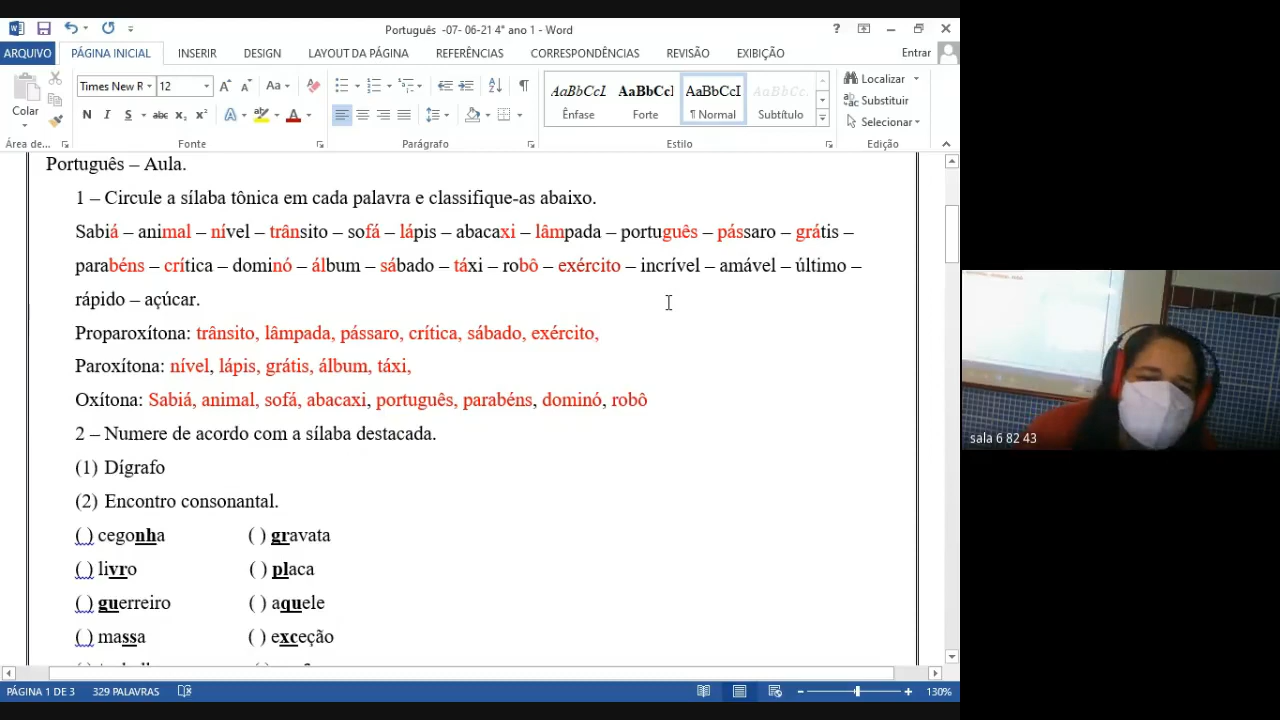 Português -07- 06-21 4° ano 1 - Word
ARQUIVO PÁGINA INICIAL INSERIR DESIGN LAYOUT DA PÁGINA REFERÊNCIAS CORRESPONDÊNCIAS REVISÃO EXIBIÇÃO Entrar
Colar
Times New R 12
AaBbCcI AaBbCcI AaBbCcI AaBbCc.
Ênfase Forte ¶ Normal Subtítulo
Localizar
Substituir
Selecionar
Área de... Fonte Parágrafo Estilo Edição
Português – Aula.
1 – Circule a sílaba tônica em cada palavra e classifique-as abaixo.
Sabiá – animal – nível – trânsito – sofá – lápis – abacaxi – lâmpada – português – pássaro – grátis –
parabéns – crítica – dominó – álbum – sábado – táxi – robô – exército – incrível – amável – último –
rápido – açúcar.
Proparoxítona: trânsito, lâmpada, pássaro, crítica, sábado, exército,
Paroxítona: nível, lápis, grátis, álbum, táxi,
Oxítona: Sabiá, animal, sofá, abacaxi, português, parabéns, dominó, robô
2 – Numere de acordo com a sílaba destacada.
(1) Dígrafo
(2) Encontro consonantal.
( ) cegonha ( ) gravata
( ) livro ( ) placa
( ) guerreiro ( ) aquele
( ) massa ( ) exceção
PÁGINA 1 DE 3 329 PALAVRAS 130%
sala 6 82 43